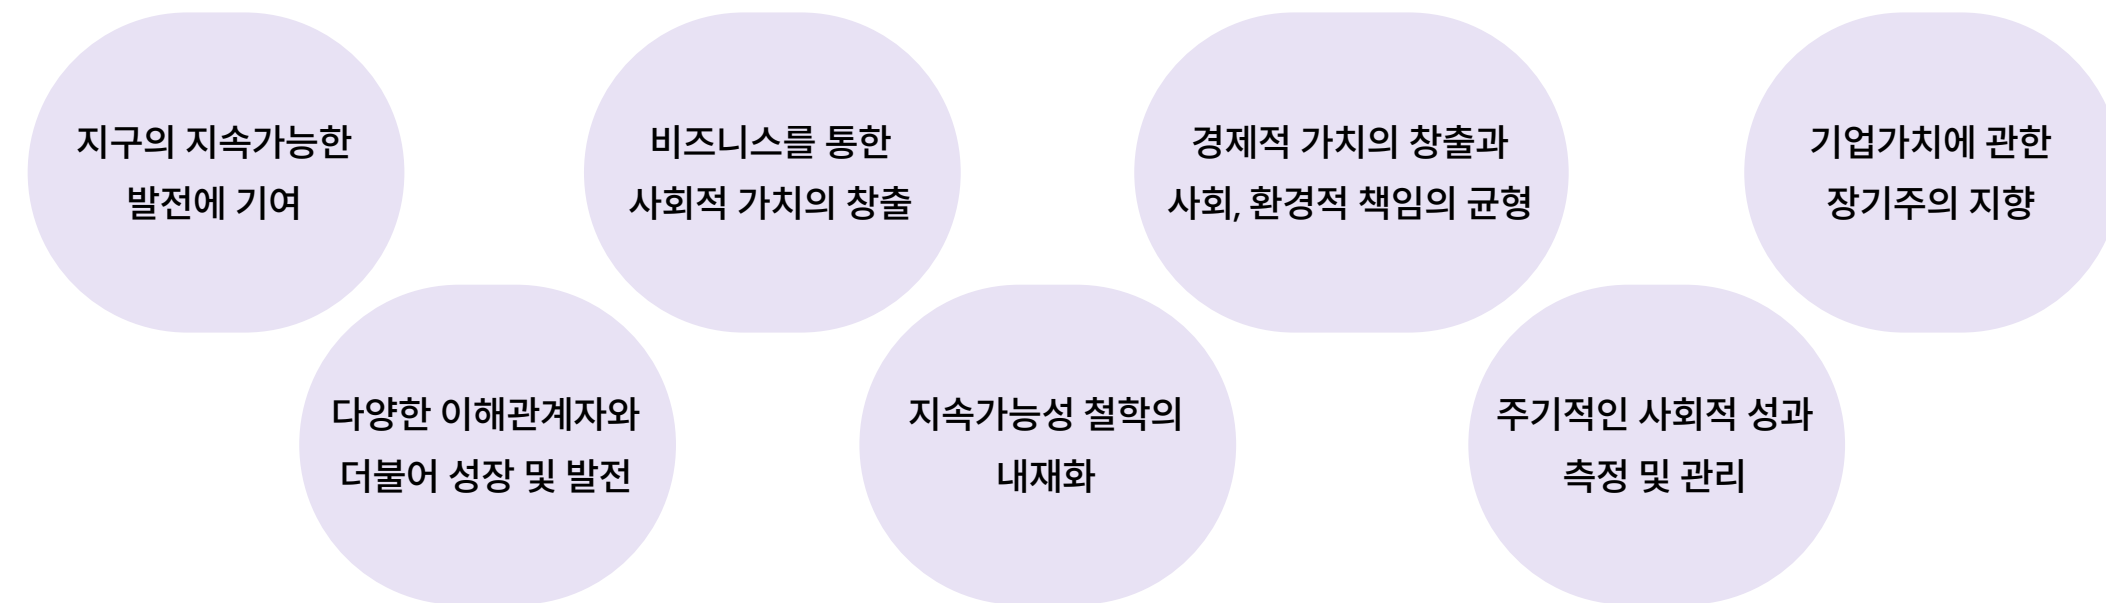 지구의 지속가능한
발전에 기여
비즈니스를 통한
사회적 가치의 창출
경제적 가치의 창출과
사회, 환경적 책임의 균형
기업가치에 관한
장기주의 지향
다양한 이해관계자와
더불어 성장 및 발전
지속가능성 철학의
내재화
주기적인 사회적 성과
측정 및 관리